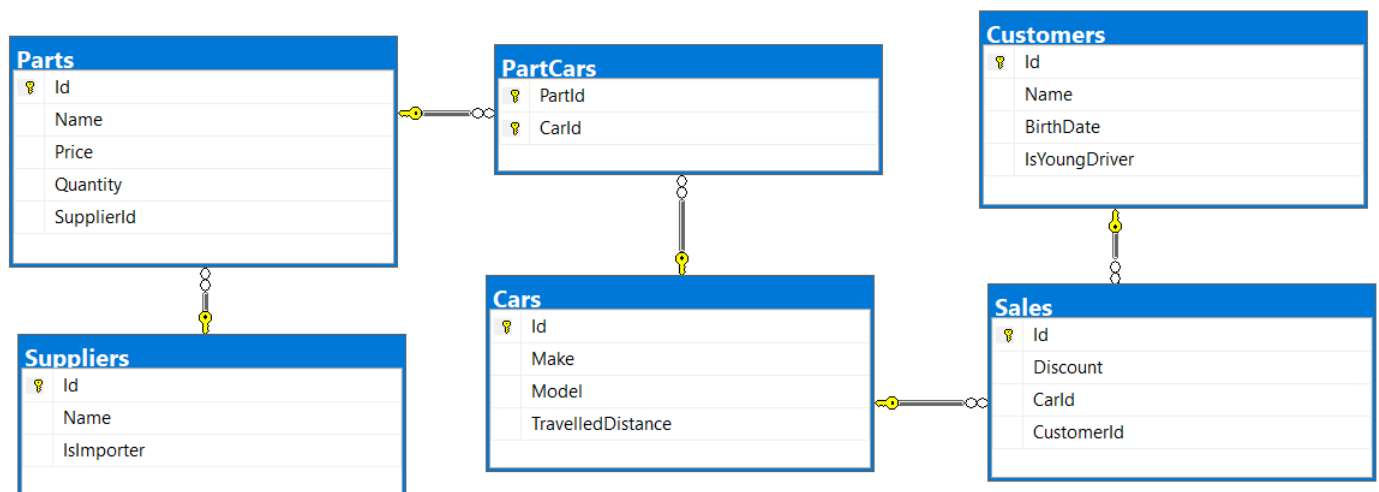 Parts
Id
Name
Price
Quantity
SupplierId
PartCars
PartId
CarId
Customers
Id
Name
BirthDate
IsYoungDriver
Suppliers
Id
Name
IsImporter
Cars
Id
Make
Model
TravelledDistance
Sales
Id
Discount
CarId
CustomerId